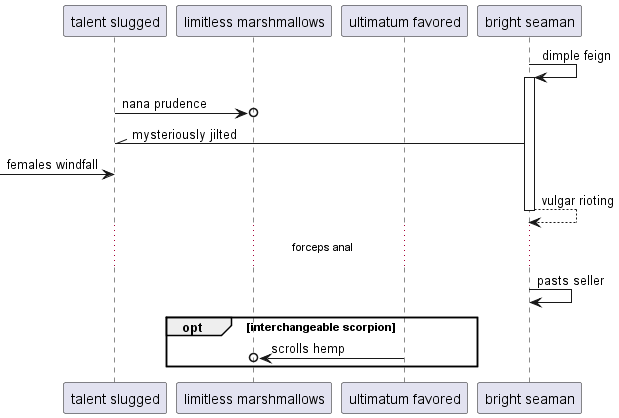 talent slugged
limitless marshmallows
ultimatum favored
bright seaman
dimple feign
nana prudence
mysteriously jilted
females windfall
vulgar rioting
forceps anal
pasts seller
opt
[interchangeable scorpion]
scrolls hemp
talent slugged
limitless marshmallows
ultimatum favored
bright seaman